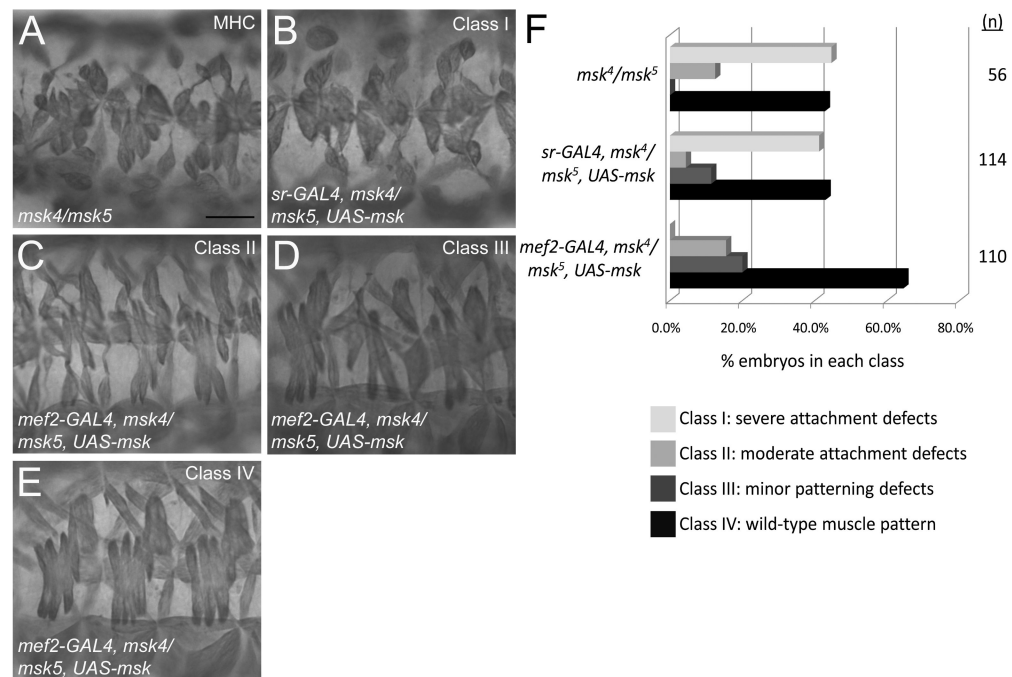 A
MHC
msk4/msk5
B
Class I
sr-GAL4, msk4/
msk5, UAS-msk
C
Class II
mef2-GAL4, msk4/
msk5, UAS-msk
D
Class III
mef2-GAL4, msk4/
msk5, UAS-msk
E
Class IV
mef2-GAL4, msk4/
msk5, UAS-msk
F
(n)
msk⁴/msk⁵
56
sr-GAL4, msk⁴/
msk⁵, UAS-msk
114
mef2-GAL4, msk⁴/
msk⁵, UAS-msk
110
0.0% 20.0% 40.0% 60.0% 80.0%
% embryos in each class
Class I: severe attachment defects
Class II: moderate attachment defects
Class III: minor patterning defects
Class IV: wild-type muscle pattern